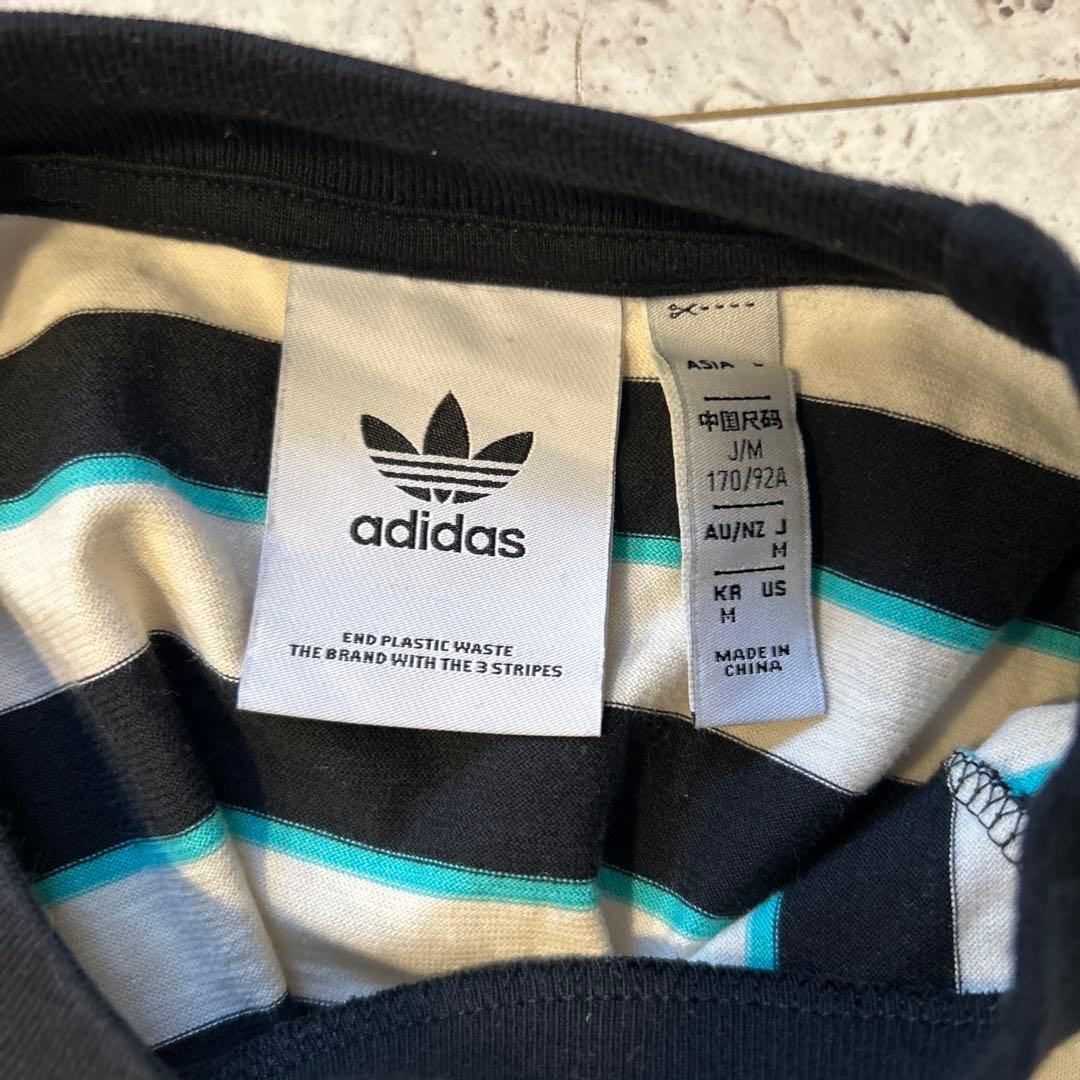 adidas
END PLASTIC WASTE
THE BRAND WITH THE 3 STRIPES
ASIA
中国尺码
J/M
170/92A
AU/NZ J
M
KR US
M
MADE IN
CHINA